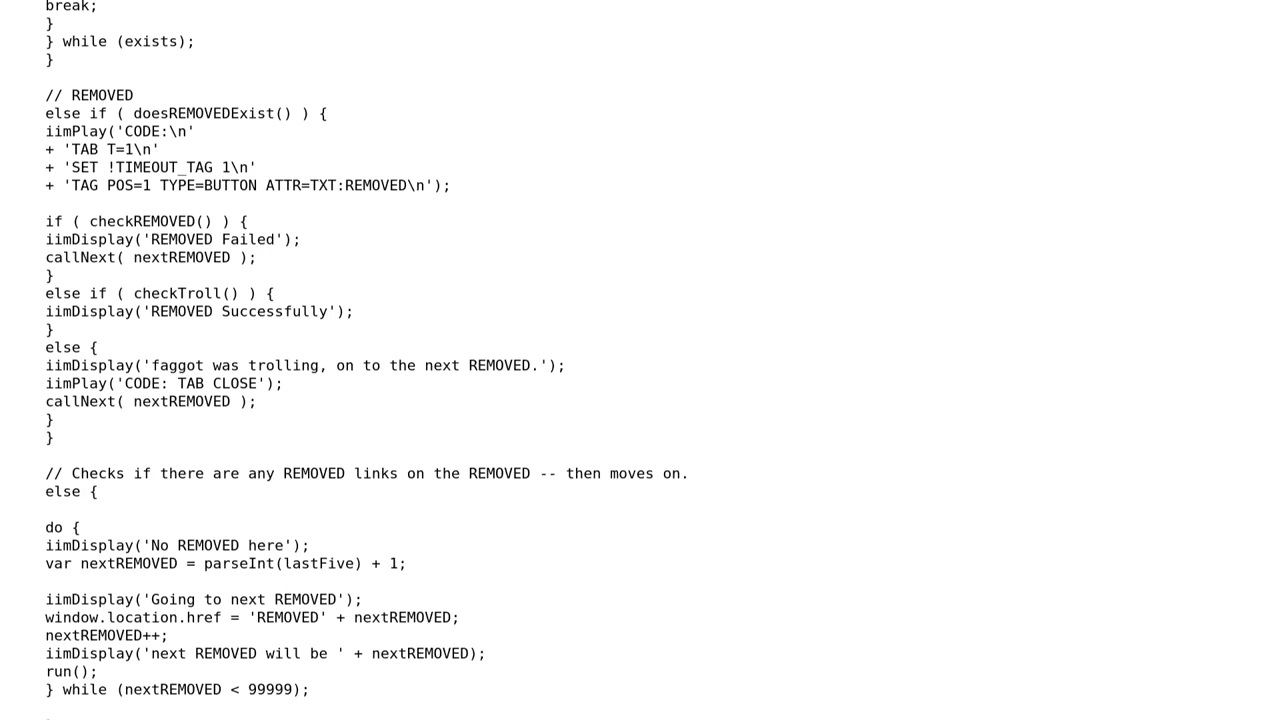 break;
}
} while (exists);
}
// REMOVED
else if ( doesREMOVEDExist() ) {
iimPlay('CODE:\n'
+ 'TAB T=1\n'
+ 'SET !TIMEOUT_TAG 1\n'
+ 'TAG POS=1 TYPE=BUTTON ATTR=TXT:REMOVED\n');
if ( checkREMOVED() ) {
iimDisplay('REMOVED Failed');
callNext( nextREMOVED );
}
else if ( checkTroll() ) {
iimDisplay('REMOVED Successfully');
}
else {
iimDisplay('faggot was trolling, on to the next REMOVED.');
iimPlay('CODE: TAB CLOSE');
callNext( nextREMOVED );
}
}
// Checks if there are any REMOVED links on the REMOVED -- then moves on.
else {
do {
iimDisplay('No REMOVED here');
var nextREMOVED = parseInt(lastFive) + 1;
iimDisplay('Going to next REMOVED');
window.location.href = 'REMOVED' + nextREMOVED;
nextREMOVED++;
iimDisplay('next REMOVED will be ' + nextREMOVED);
run();
} while (nextREMOVED < 99999);